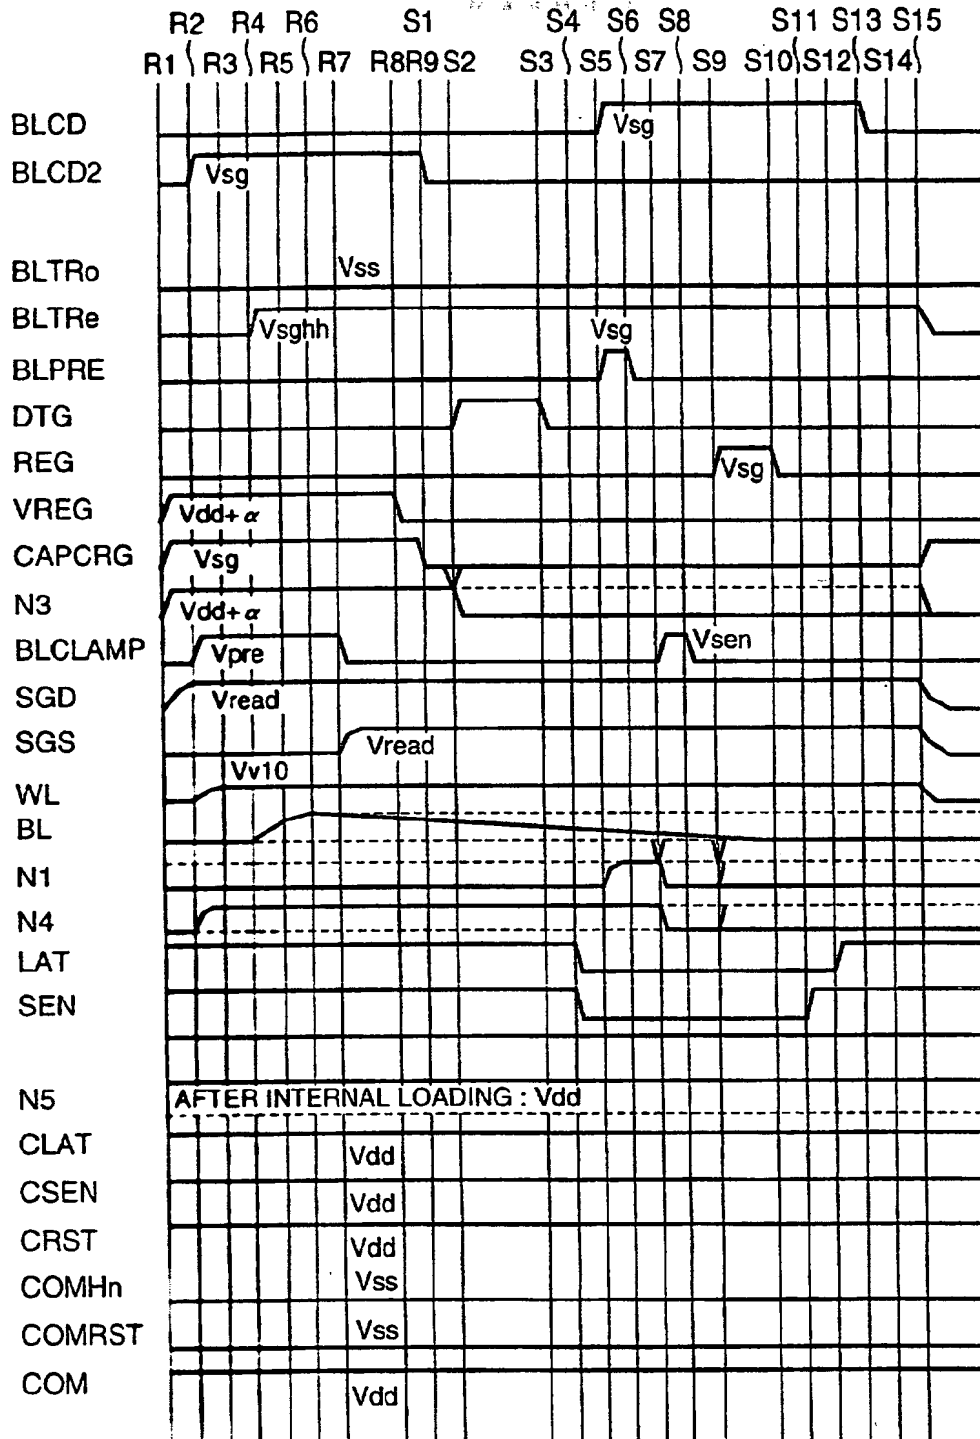 R2 R4 R6 S1 S4 S6 S8 S11 S13 S15
R1 R3 R5 R7 R8 R9 S2 S3 S5 S7 S9 S10 S12 S14
BLCD Vsg
BLCD2 Vsg
BLTRo Vss
BLTRe Vsghh Vsg
BLPRE
DTG
REG Vsg
VREG Vdd+α
CAPCRG Vsg
N3 Vdd+α
BLCLAMP Vpre Vsen
SGD Vread
SGS Vread
WL Vv10
BL
N1
N4
LAT
SEN
N5 AFTER INTERNAL LOADING : Vdd
CLAT Vdd
CSEN Vdd
CRST Vdd
COMHn Vss
COMRST Vss
COM Vdd